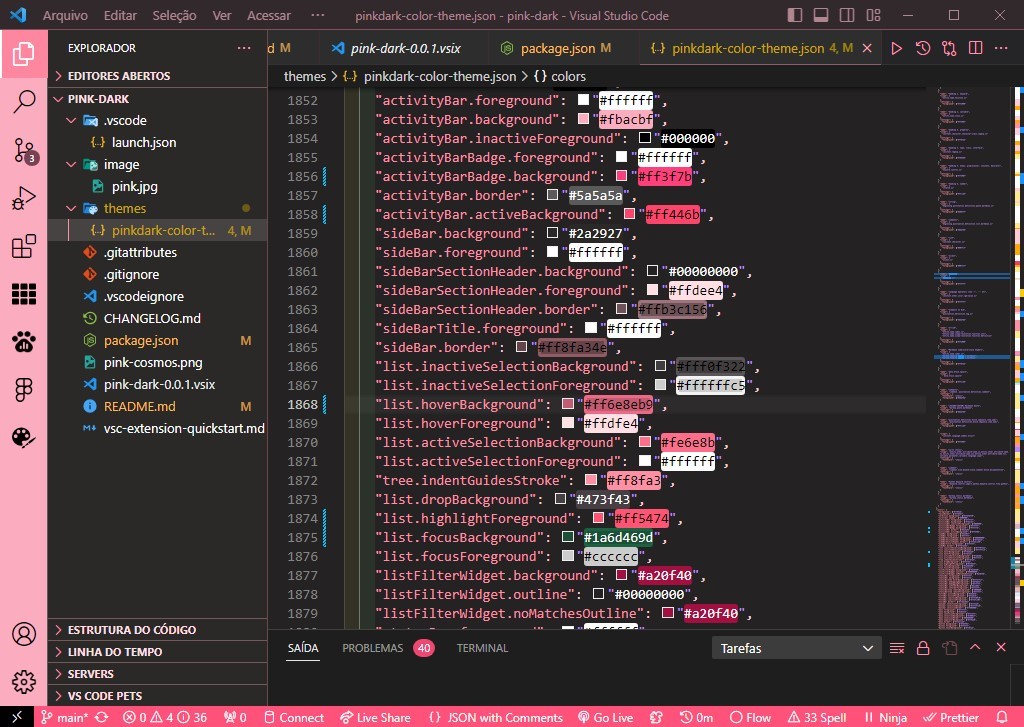 Arquivo Editar Seleção Ver Acessar ··· pinkdark-color-theme.json - pink-dark - Visual Studio Code
EXPLORADOR ···
EDITORES ABERTOS
PINK-DARK
.vscode
{..} launch.json
image
pink.jpg
themes
{..} pinkdark-color-t... 4, M
.gitattributes
.gitignore
.vscodeignore
CHANGELOG.md
package.json M
pink-cosmos.png
pink-dark-0.0.1.vsix
README.md M
vsc-extension-quickstart.md
ESTRUTURA DO CÓDIGO
LINHA DO TEMPO
SERVERS
VS CODE PETS
3
d M pink-dark-0.0.1.vsix package.json M {..} pinkdark-color-theme.json 4, M
themes > {..} pinkdark-color-theme.json > {} colors
1852 "activityBar.foreground": "#ffffff",
1853 "activityBar.background": "#fbacbf",
1854 "activityBar.inactiveForeground": "#000000",
1855 "activityBarBadge.foreground": "#ffffff",
1856 "activityBarBadge.background": "#ff3f7b",
1857 "activityBar.border": "#5a5a5a",
1858 "activityBar.activeBackground": "#ff446b",
1859 "sideBar.background": "#2a2927",
1860 "sideBar.foreground": "#ffffff",
1861 "sideBarSectionHeader.background": "#00000000",
1862 "sideBarSectionHeader.foreground": "#ffdee4",
1863 "sideBarSectionHeader.border": "#ffb3c156",
1864 "sideBarTitle.foreground": "#ffffff",
1865 "sideBar.border": "#ff8fa34e",
1866 "list.inactiveSelectionBackground": "#fff0f322",
1867 "list.inactiveSelectionForeground": "#ffffffc5",
1868 "list.hoverBackground": "#ff6e8eb9",
1869 "list.hoverForeground": "#ffdfe4",
1870 "list.activeSelectionBackground": "#fe6e8b",
1871 "list.activeSelectionForeground": "#ffffff",
1872 "tree.indentGuidesStroke": "#ff8fa3",
1873 "list.dropBackground": "#473f43",
1874 "list.highlightForeground": "#ff5474",
1875 "list.focusBackground": "#1a6d469d",
1876 "list.focusForeground": "#cccccc",
1877 "listFilterWidget.background": "#a20f40",
1878 "listFilterWidget.outline": "#00000000",
1879 "listFilterWidget.noMatchesOutline": "#a20f40",
SAÍDA PROBLEMAS 40 TERMINAL Tarefas
main* 0 4 36 0 Connect Live Share {} JSON with Comments Go Live 0m Flow 33 Spell Ninja Prettier